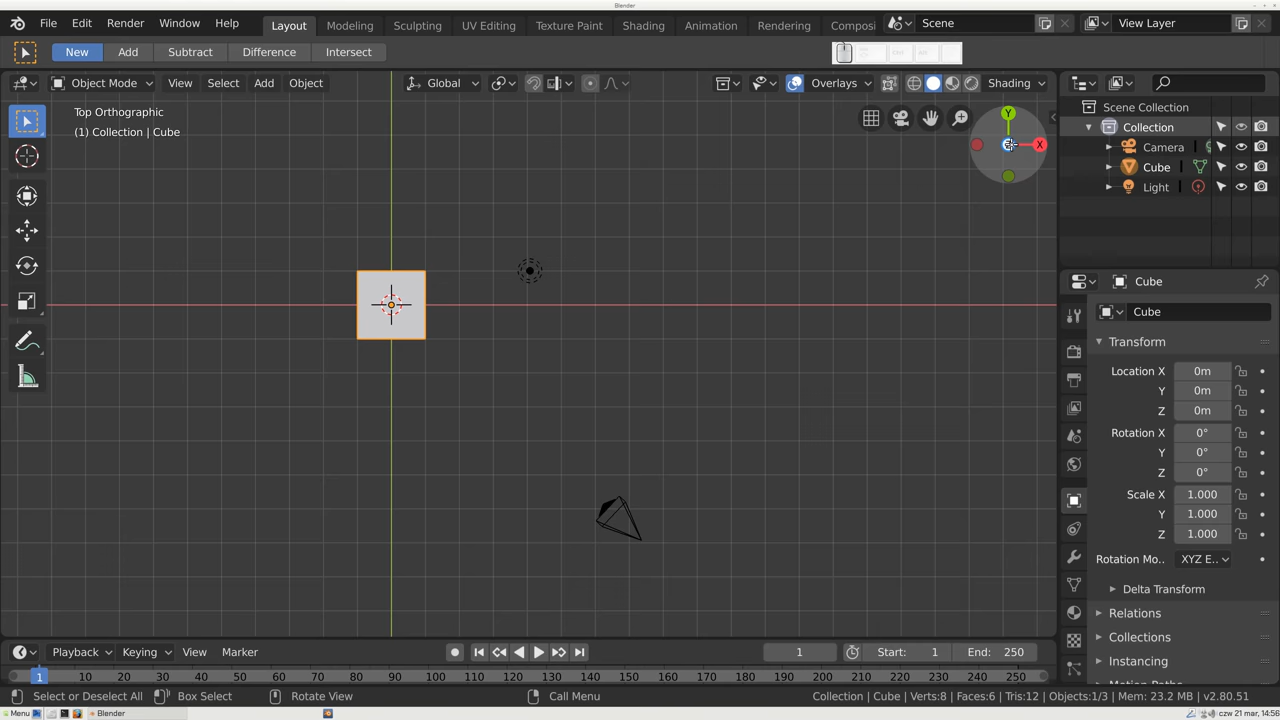 Blender
File Edit Render Window Help Layout Modeling Sculpting UV Editing Texture Paint Shading Animation Rendering Composi Scene View Layer
New Add Subtract Difference Intersect
Object Mode View Select Add Object Global Overlays Shading
Top Orthographic
(1) Collection | Cube
Y
X
Scene Collection
Collection
Camera
Cube
Light
Cube
Cube
Transform
Location X 0m
Y 0m
Z 0m
Rotation X 0°
Y 0°
Z 0°
Scale X 1.000
Y 1.000
Z 1.000
Rotation Mo.. XYZ E..
Delta Transform
Relations
Collections
Instancing
Playback Keying View Marker 1 Start: 1 End: 250
1 10 20 30 40 50 60 70 80 90 100 110 120 130 140 150 160 170 180 190 200 210 220 230 240 250
Select or Deselect All Box Select Rotate View Call Menu Collection | Cube | Verts:8 | Faces:6 | Tris:12 | Objects:1/3 | Mem: 23.2 MB | v2.80.51
Menu Blender czw 21 mar, 14:56